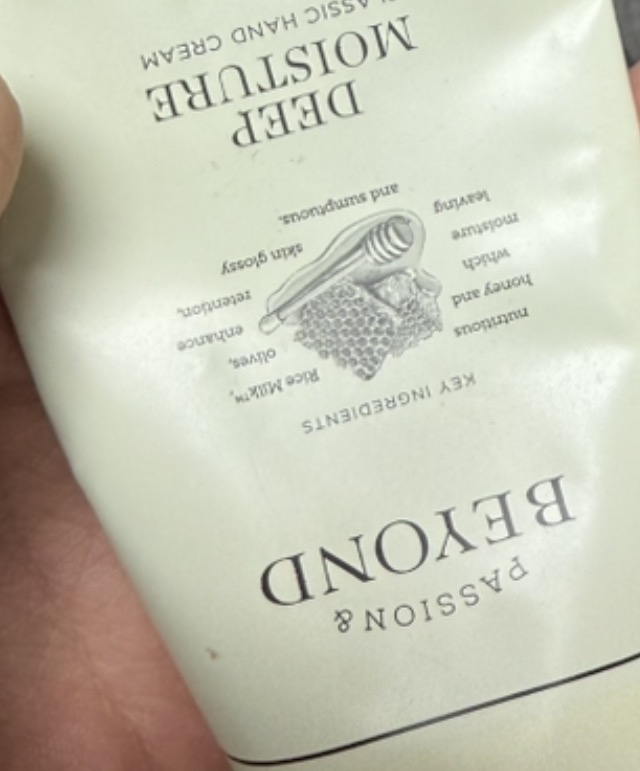 PASSION &
BEYOND
KEY INGREDIENTS
nutritious Rice Milk™,
honey and olives,
which enhance
moisture retention,
leaving skin glossy
and sumptuous.
DEEP
MOISTURE
CLASSIC HAND CREAM